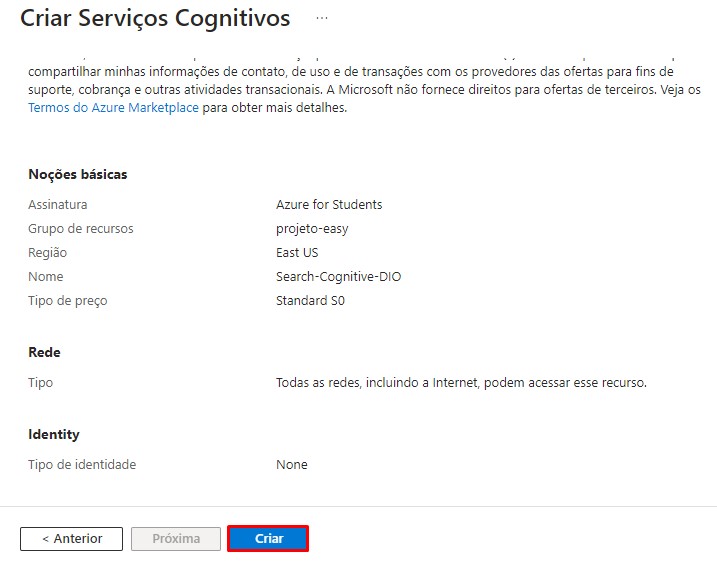 Criar Serviços Cognitivos ...
compartilhar minhas informações de contato, de uso e de transações com os provedores das ofertas para fins de
suporte, cobrança e outras atividades transacionais. A Microsoft não fornece direitos para ofertas de terceiros. Veja os
Termos do Azure Marketplace para obter mais detalhes.
Noções básicas
Assinatura Azure for Students
Grupo de recursos projeto-easy
Região East US
Nome Search-Cognitive-DIO
Tipo de preço Standard S0
Rede
Tipo Todas as redes, incluindo a Internet, podem acessar esse recurso.
Identity
Tipo de identidade None
< Anterior Próxima Criar